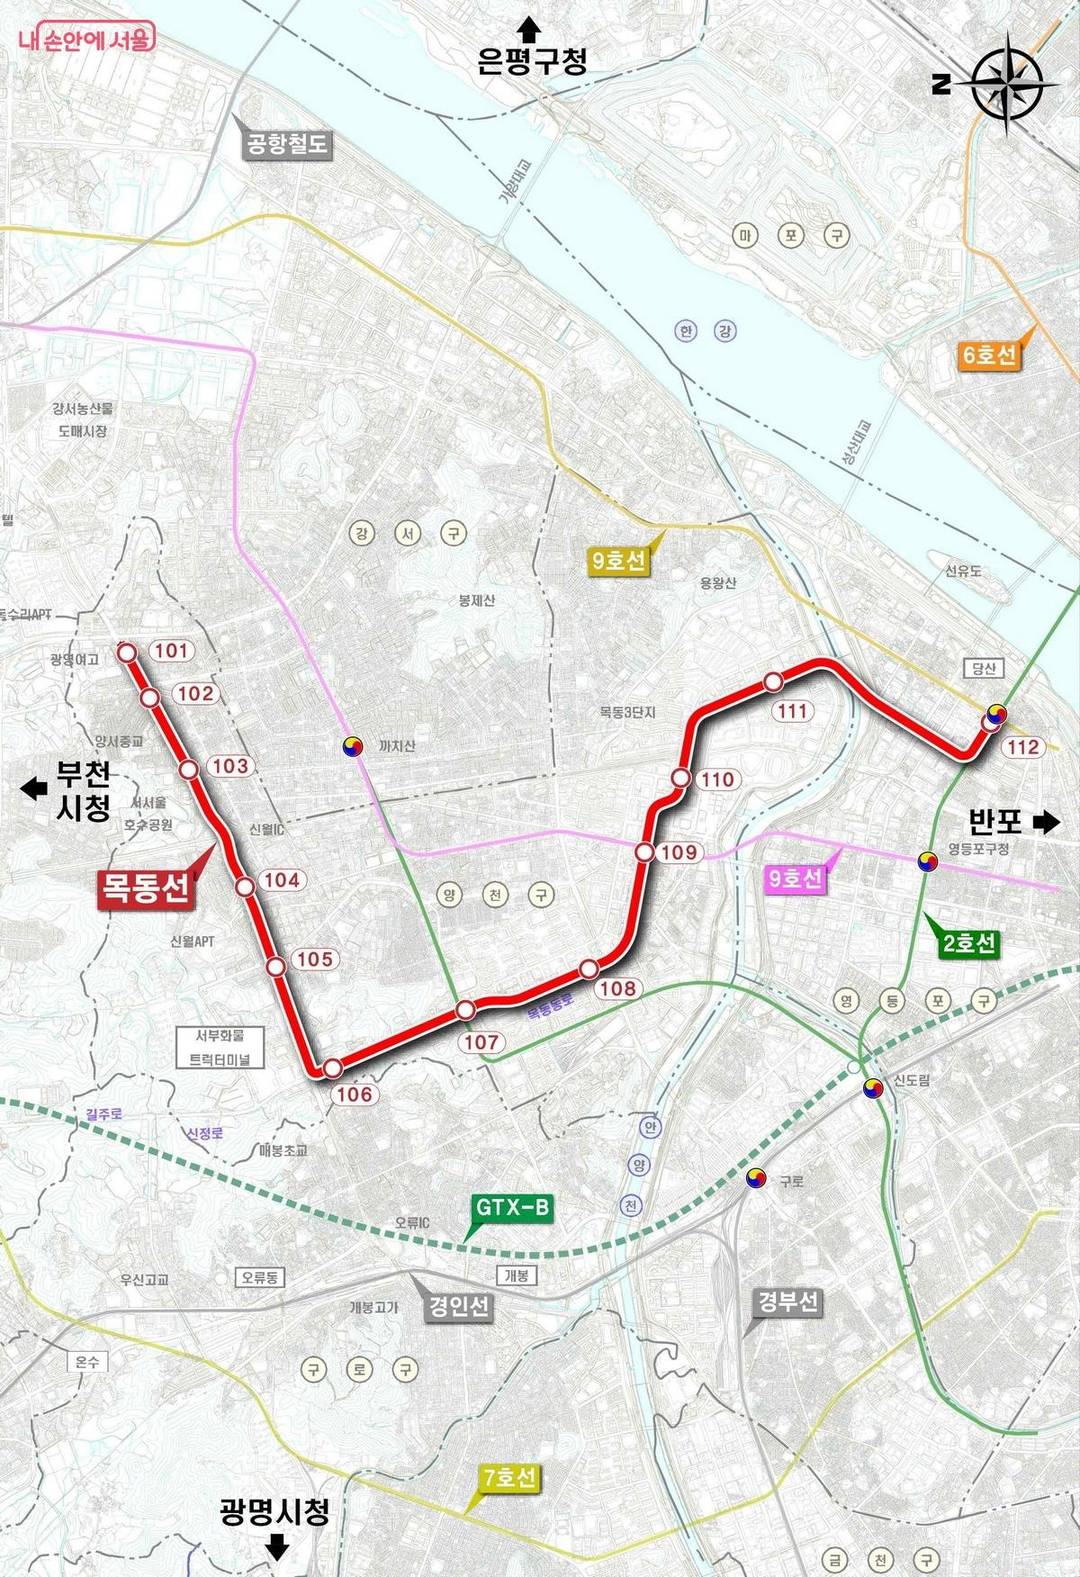 내 손안에 서울
은평구청
N
공항철도
가양대교
마 포 구
한 강
6호선
강서농산물
도매시장
성산대교
강 서 구
9호선
용왕산
선유도
봉제산
광영여고
101
102
103
104
105
106
107
108
109
110
111
112
당산
목동3단지
양서중교
까치산
부천
시청
서서울
호수공원
신월IC
반포
영등포구청
목동선
9호선
양 천 구
신월APT
2호선
영 등 포 구
목동동로
서부화물
트럭터미널
신도림
길주로
신정로
매봉초교
안
양
천
구로
GTX-B
오류IC
우신고교
오류동
개봉
경인선
개봉고가
경부선
온수
구 로 구
7호선
광명시청
금 천 구